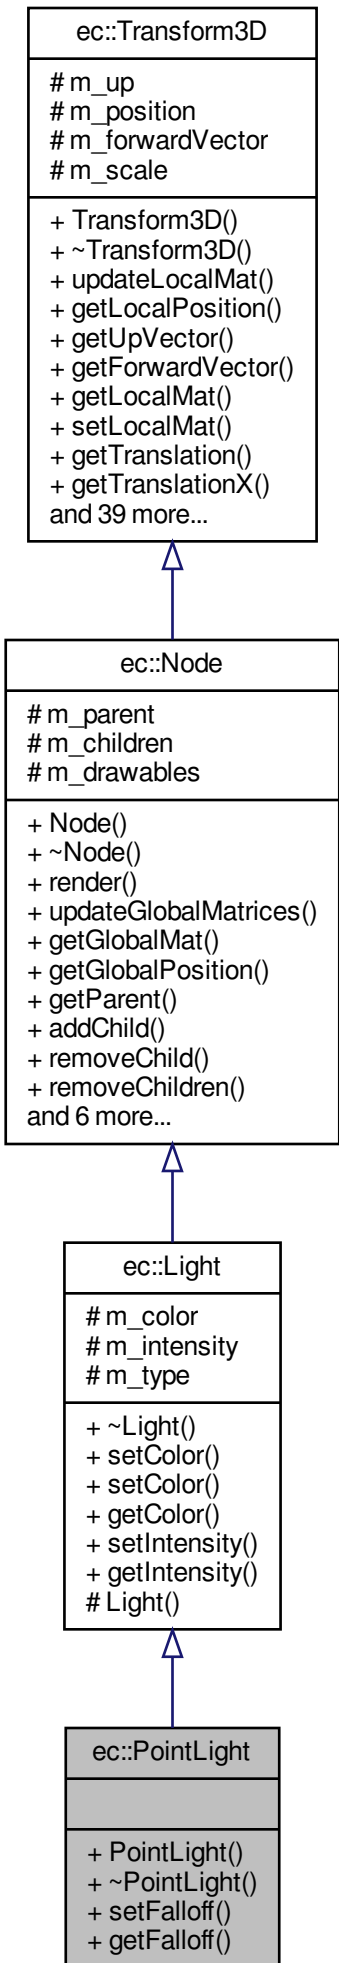 ec::Transform3D
# m_up
# m_position
# m_forwardVector
# m_scale
+ Transform3D()
+ ~Transform3D()
+ updateLocalMat()
+ getLocalPosition()
+ getUpVector()
+ getForwardVector()
+ getLocalMat()
+ setLocalMat()
+ getTranslation()
+ getTranslationX()
and 39 more...
ec::Node
# m_parent
# m_children
# m_drawables
+ Node()
+ ~Node()
+ render()
+ updateGlobalMatrices()
+ getGlobalMat()
+ getGlobalPosition()
+ getParent()
+ addChild()
+ removeChild()
+ removeChildren()
and 6 more...
ec::Light
# m_color
# m_intensity
# m_type
+ ~Light()
+ setColor()
+ setColor()
+ getColor()
+ setIntensity()
+ getIntensity()
# Light()
ec::PointLight
+ PointLight()
+ ~PointLight()
+ setFalloff()
+ getFalloff()